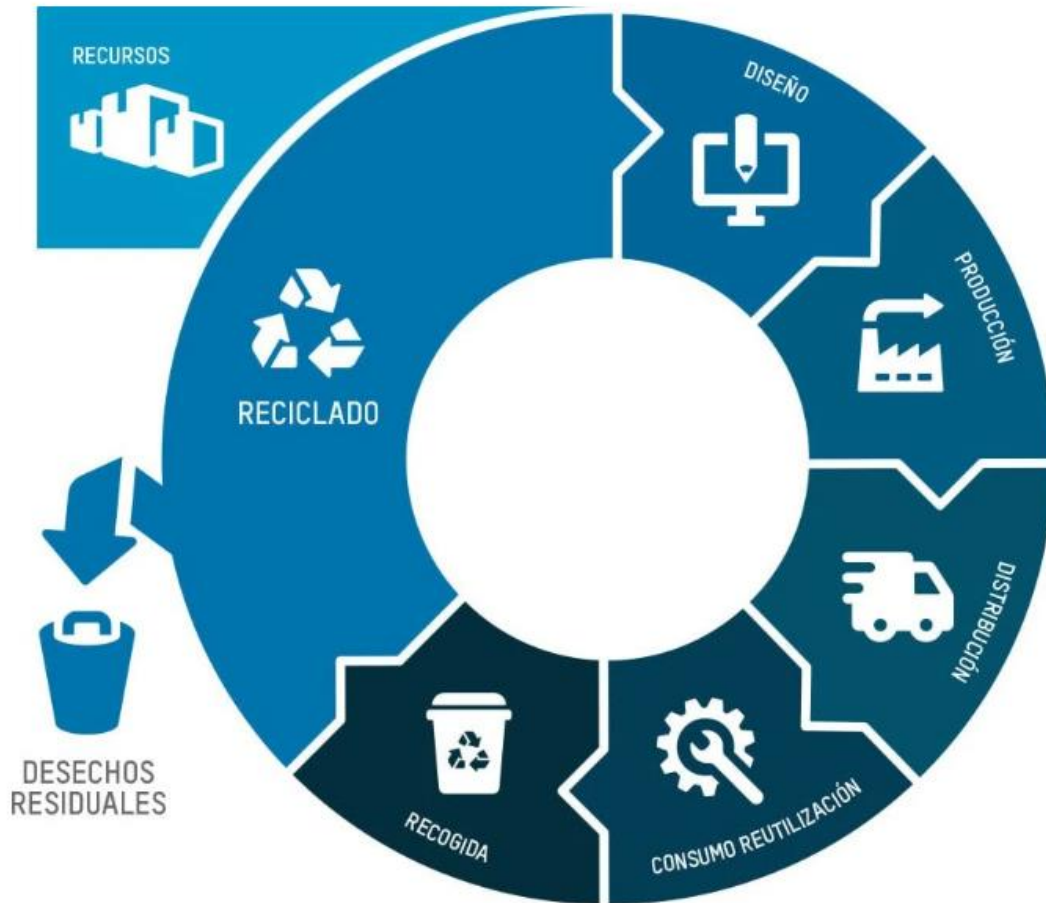 RECURSOS
DISEÑO
PRODUCCIÓN
DISTRIBUCIÓN
CONSUMO REUTILIZACIÓN
RECOGIDA
RECICLADO
DESECHOS
RESIDUALES